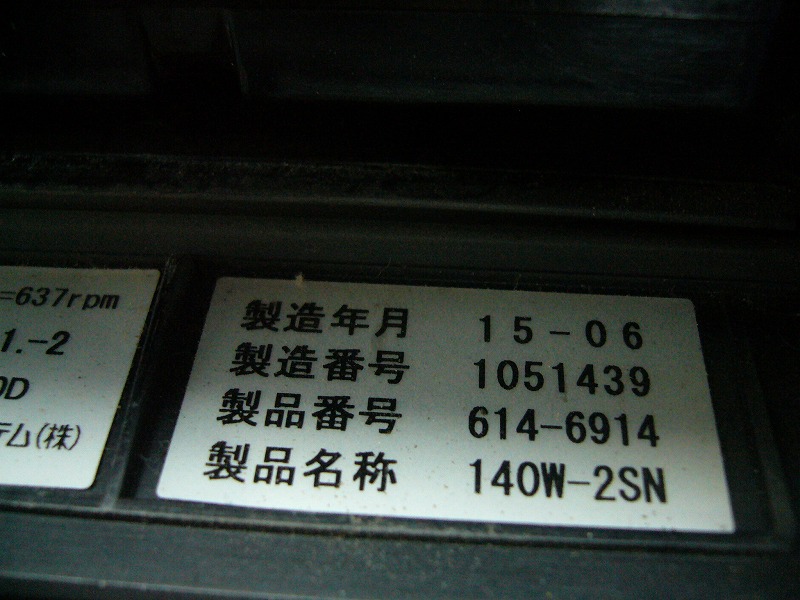 =637rpm
1.-2
0D
テム(株)
製造年月 15-06
製造番号 1051439
製品番号 614-6914
製品名称 140W-2SN